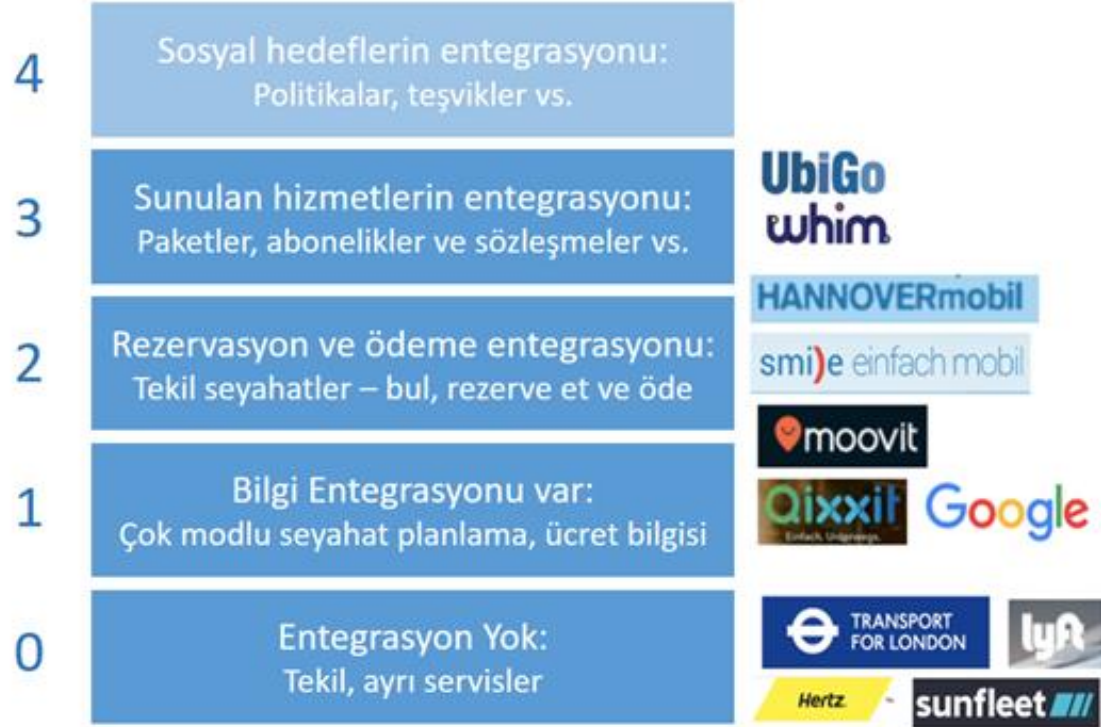 4
Sosyal hedeflerin entegrasyonu:
Politikalar, teşvikler vs.
3
Sunulan hizmetlerin entegrasyonu:
Paketler, abonelikler ve sözleşmeler vs.
UbiGo
whim
2
Rezervasyon ve ödeme entegrasyonu:
Tekil seyahatler – bul, rezerve et ve öde
HANNOVERmobil
smile einfach mobil
moovit
1
Bilgi Entegrasyonu var:
Çok modlu seyahat planlama, ücret bilgisi
Qixxit
Einfach. Unterwegs.
Google
0
Entegrasyon Yok:
Tekil, ayrı servisler
TRANSPORT
FOR LONDON
lyft
Hertz
sunfleet